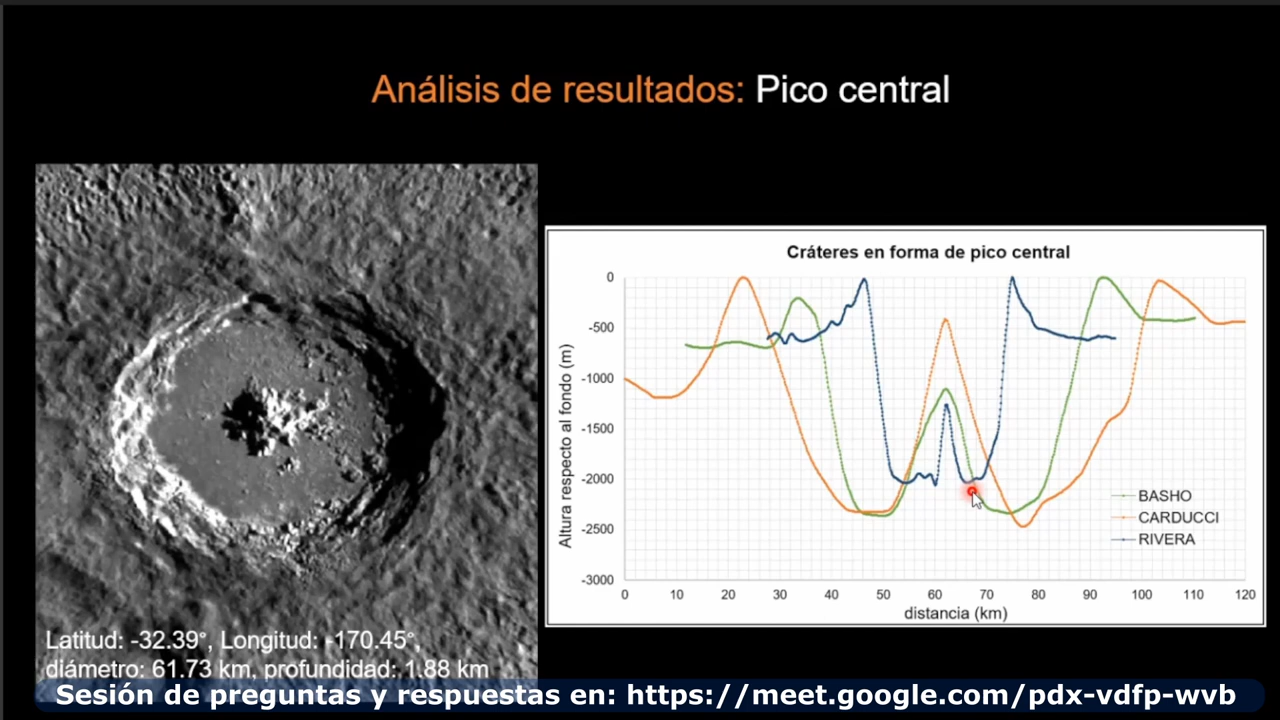 Análisis de resultados: Pico central
Cráteres en forma de pico central
0
-500
-1000
-1500
-2000
-2500
-3000
Altura respecto al fondo (m)
0 10 20 30 40 50 60 70 80 90 100 110 120
distancia (km)
BASHO
CARDUCCI
RIVERA
Latitud: -32.39°, Longitud: -170.45°,
diámetro: 61.73 km, profundidad: 1.88 km
Sesión de preguntas y respuestas en: https://meet.google.com/pdx-vdfp-wvb